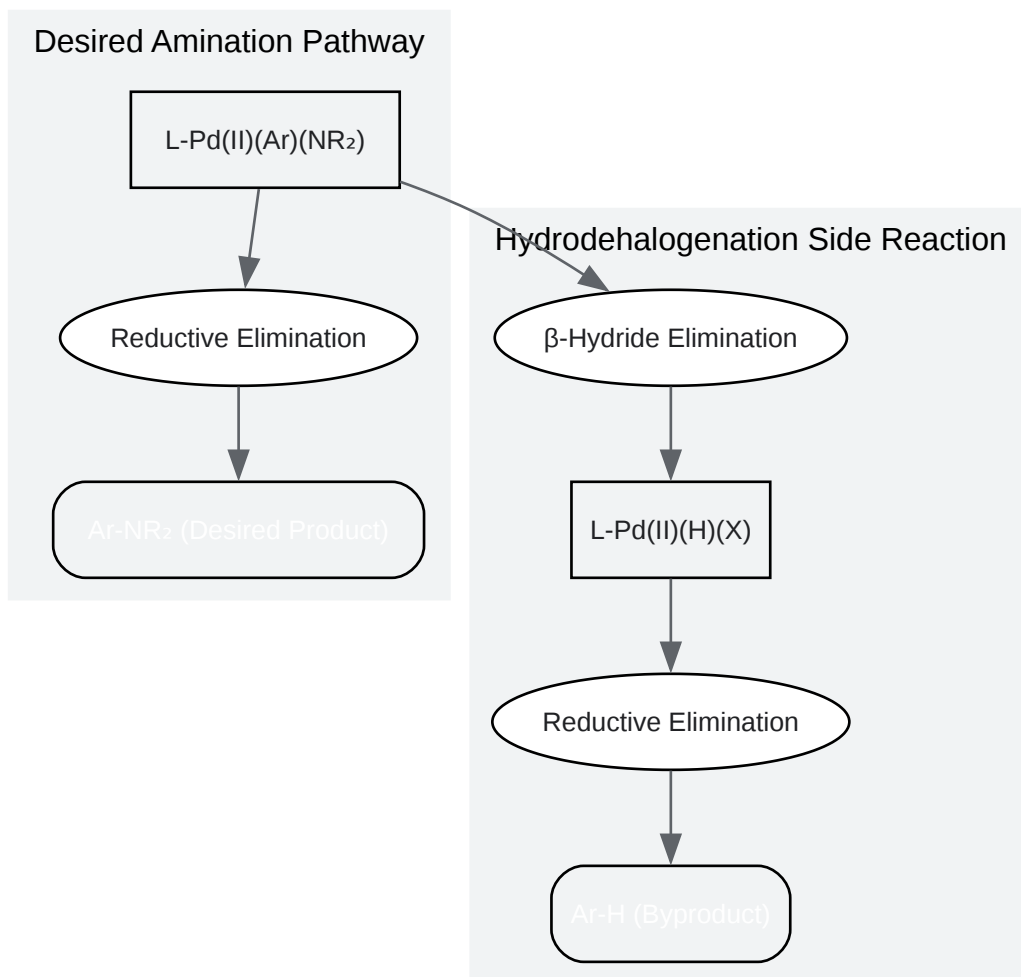 Desired Amination Pathway
L-Pd(II)(Ar)(NR₂)
Reductive Elimination
Ar-NR₂ (Desired Product)
Hydrodehalogenation Side Reaction
β-Hydride Elimination
L-Pd(II)(H)(X)
Reductive Elimination
Ar-H (Byproduct)